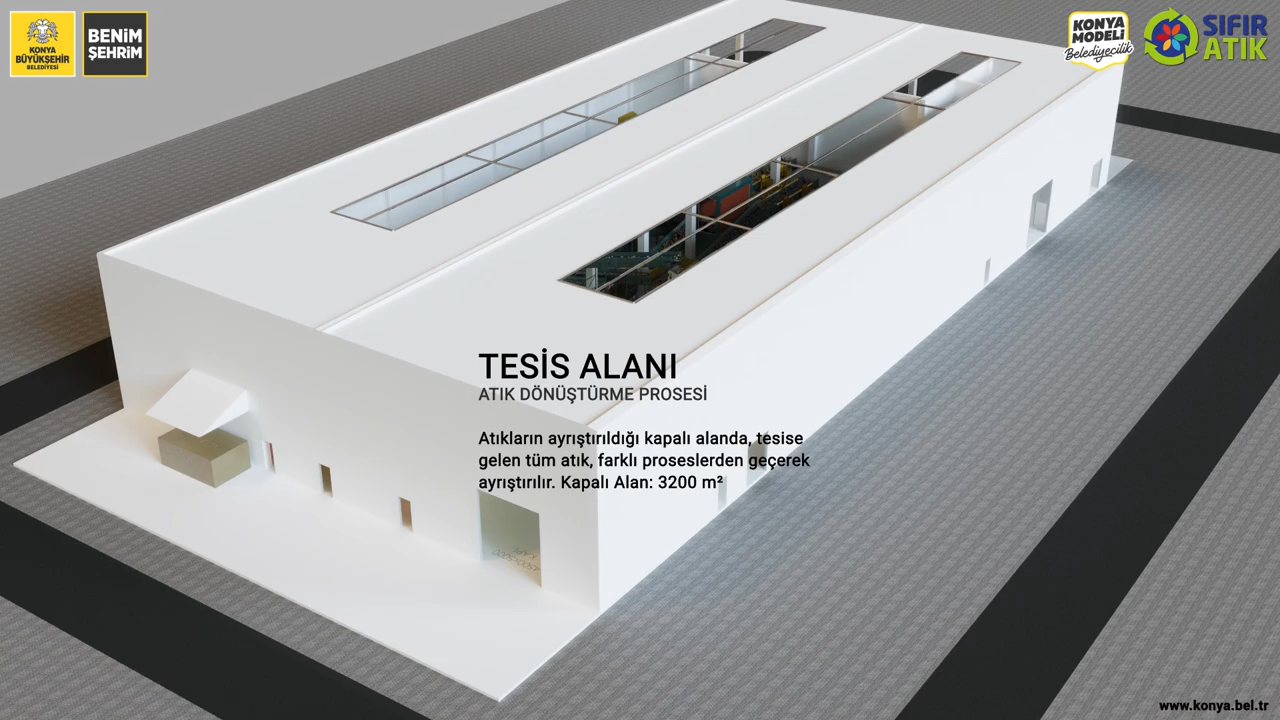 KONYA
BÜYÜKŞEHİR
BELEDİYESİ
BENİM
ŞEHRİM
KONYA
MODELİ
Belediyecilik
SIFIR
ATIK
TESİS ALANI
ATIK DÖNÜŞTÜRME PROSESİ
Atıkların ayrıştırıldığı kapalı alanda, tesise
gelen tüm atık, farklı proseslerden geçerek
ayrıştırılır. Kapalı Alan: 3200 m²
www.konya.bel.tr